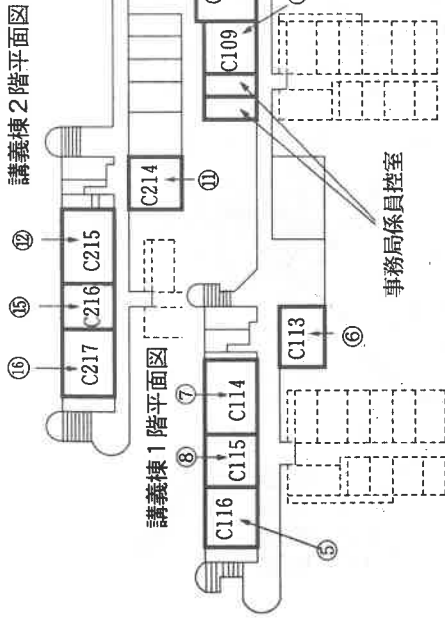 講義棟2階平面図
⑯
⑮
⑫
C217
C216
C215
C214
⑪
講義棟1階平面図
⑦
⑧
C116
C115
C114
⑤
C113
⑥
C109
事務局係員控室